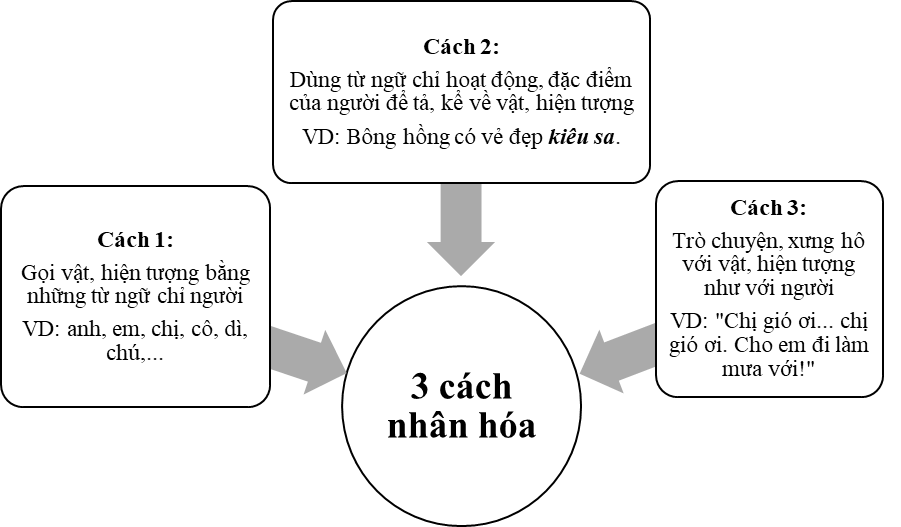 Cách 1:
Gọi vật, hiện tượng bằng
những từ ngữ chỉ người
VD: anh, em, chị, cô, dì,
chú,...
Cách 2:
Dùng từ ngữ chỉ hoạt động, đặc điểm
của người để tả, kể về vật, hiện tượng
VD: Bông hồng có vẻ đẹp kiêu sa.
Cách 3:
Trò chuyện, xưng hô
với vật, hiện tượng
như với người
VD: "Chị gió ơi... chị
gió ơi. Cho em đi làm
mưa với!"
3 cách
nhân hóa